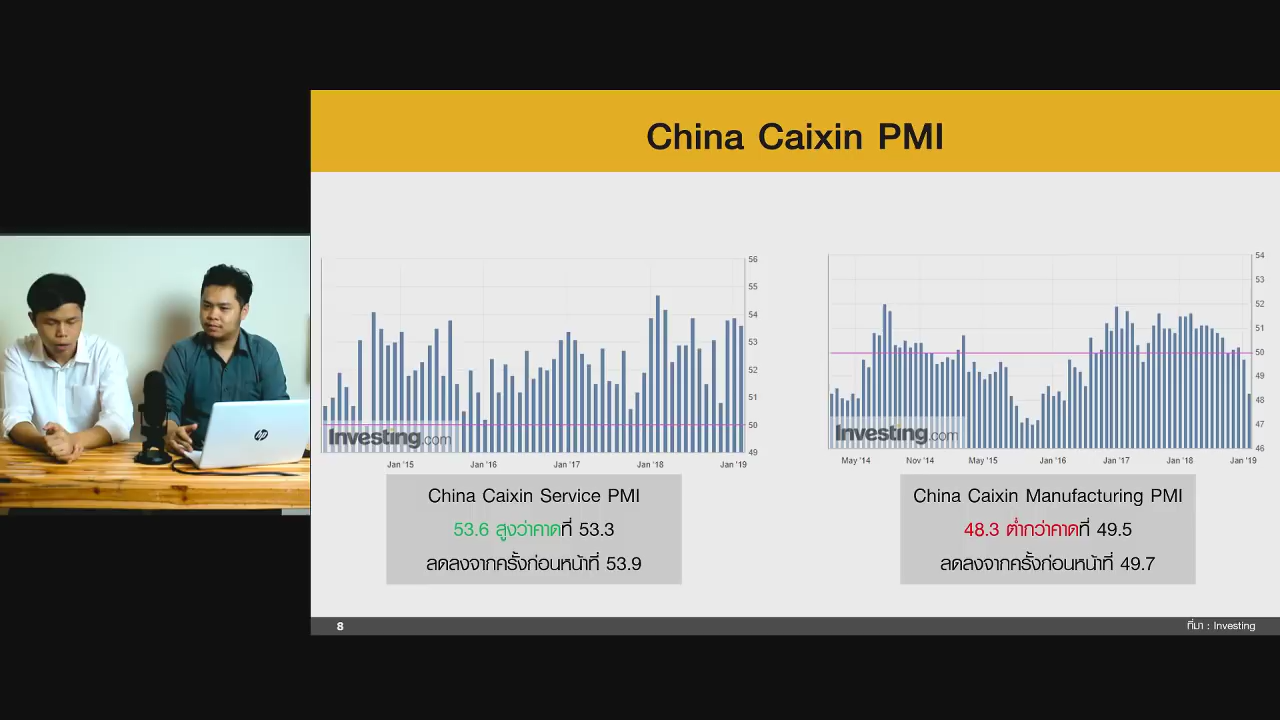 China Caixin PMI
56
55
54
53
52
51
50
49
Investing.com
Jan '15
Jan '16
Jan '17
Jan '18
Jan '19
54
53
52
51
50
49
48
47
46
Investing.com
May '14
Nov '14
May '15
Jan '16
Jan '17
Jan '18
Jan '19
China Caixin Service PMI
53.6 สูงว่าคาดที่ 53.3
ลดลงจากครั้งก่อนหน้าที่ 53.9
China Caixin Manufacturing PMI
48.3 ต่ำกว่าคาดที่ 49.5
ลดลงจากครั้งก่อนหน้าที่ 49.7
hp
8
ที่มา : Investing